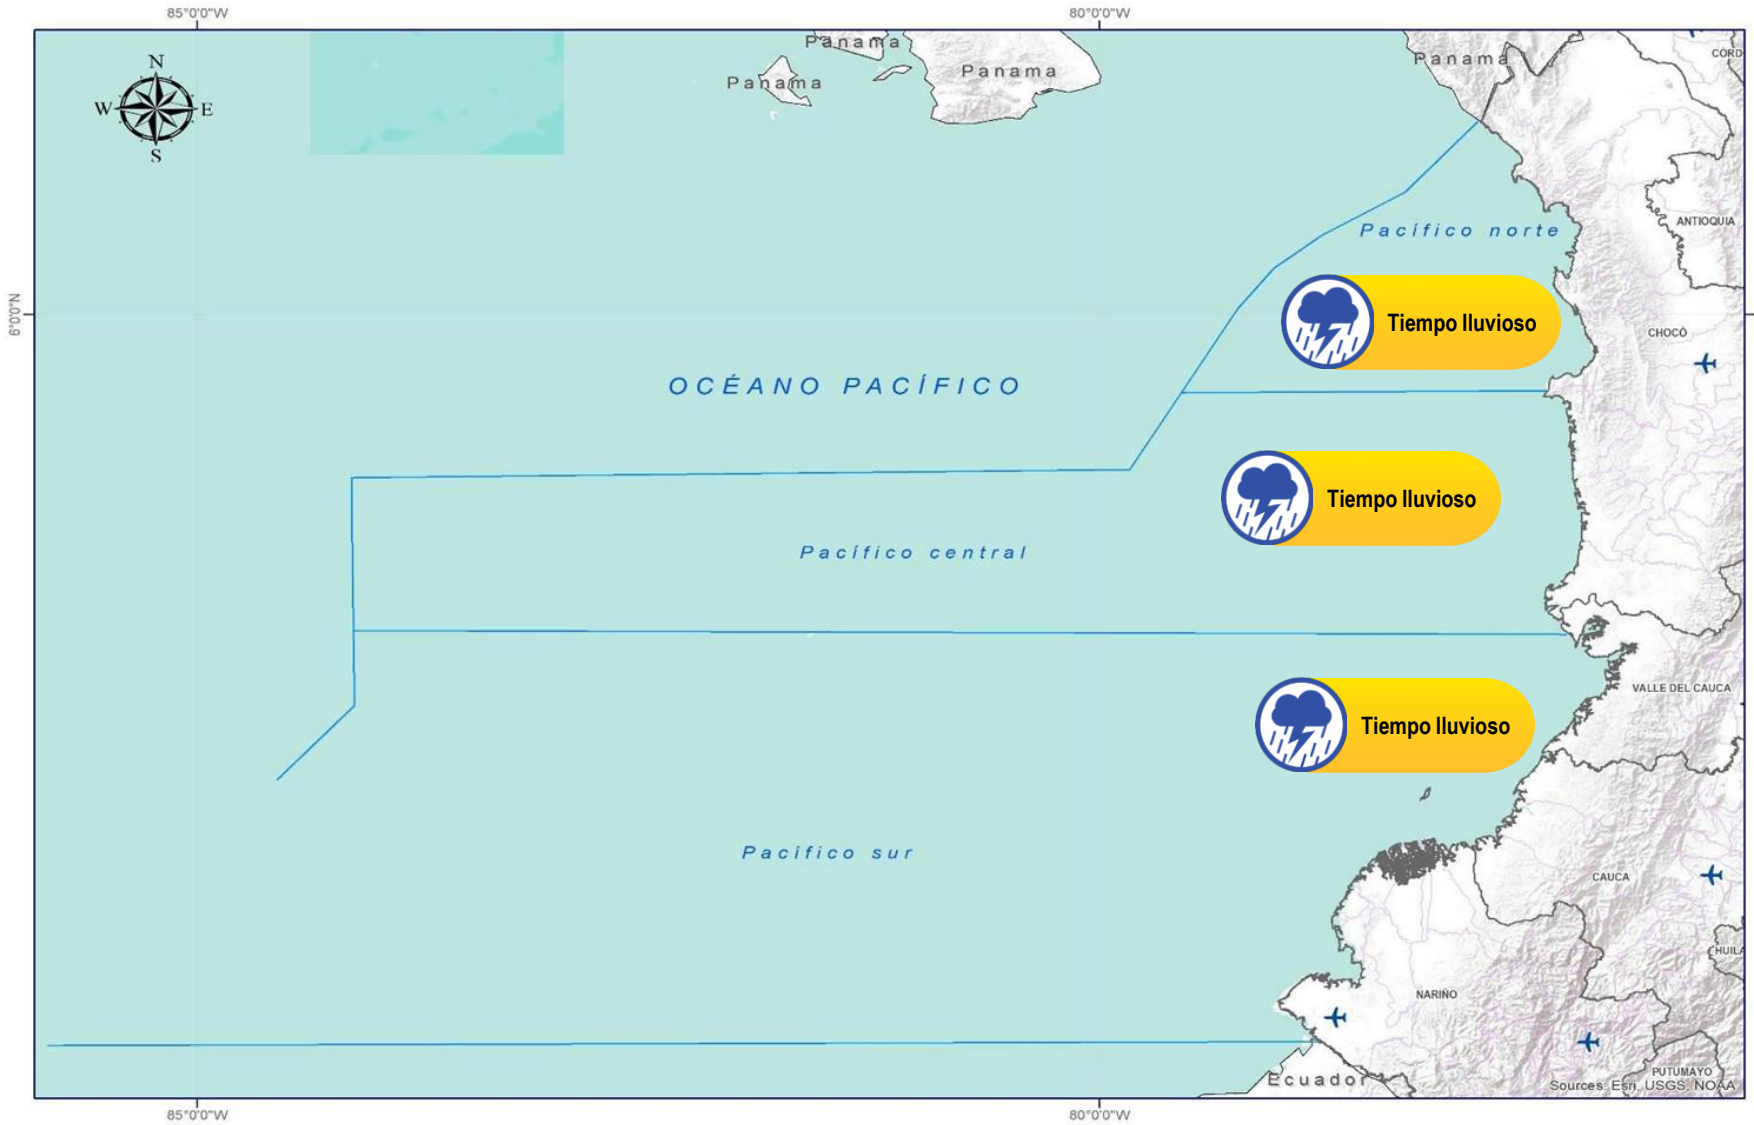 85°0'0"W
80°0'0"W
N
W
E
S
Panama
Panama
Panama
Panama
CORD
ANTIOQUIA
Pacífico norte
6°0'0"N
Tiempo lluvioso
CHOCÓ
OCÉANO PACÍFICO
Tiempo lluvioso
Pacífico central
VALLE DEL CAUCA
Tiempo lluvioso
Pacífico sur
CAUCA
HUILA
NARIÑO
PUTUMAYO
Ecuador
Sources: Esri, USGS, NOAA
85°0'0"W
80°0'0"W